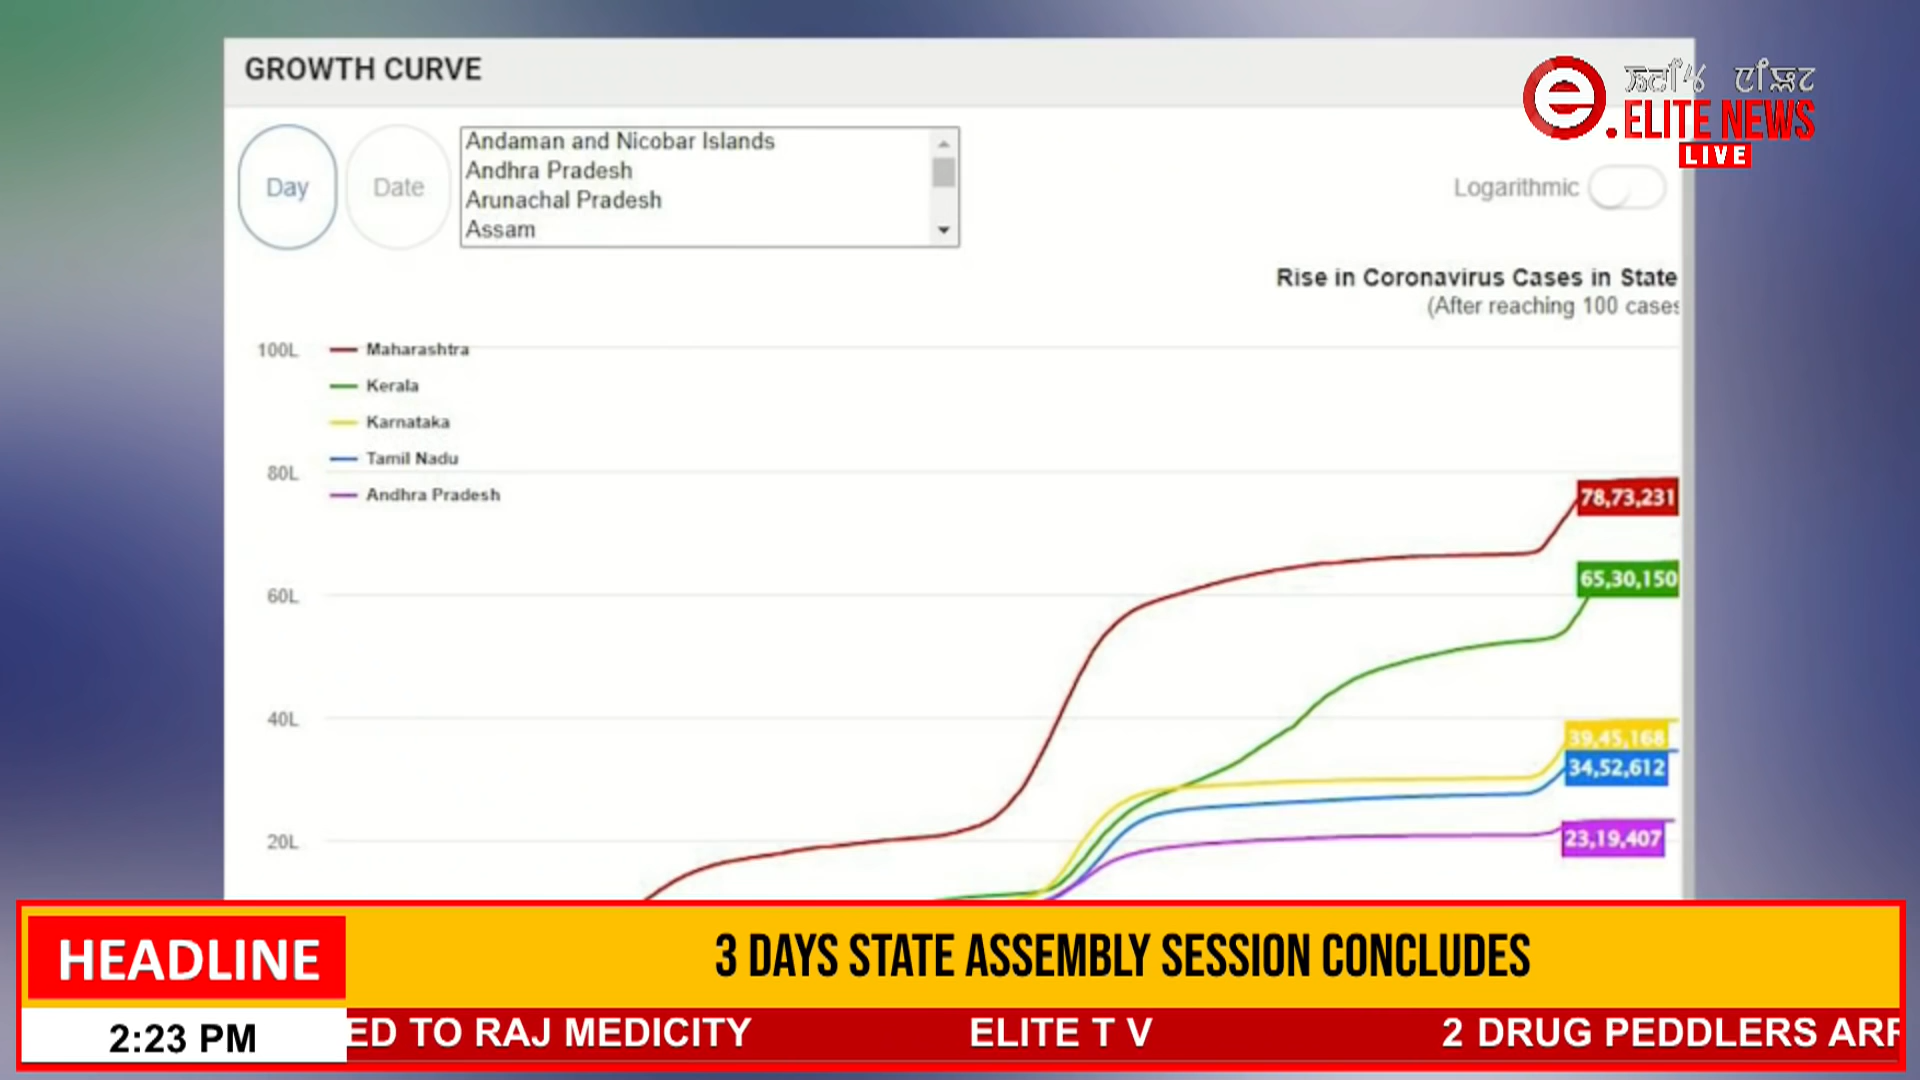 GROWTH CURVE
ELITE NEWS
LIVE
Day
Date
Andaman and Nicobar Islands
Andhra Pradesh
Arunachal Pradesh
Assam
Logarithmic
Rise in Coronavirus Cases in State
(After reaching 100 cases
100L
80L
60L
40L
20L
Maharashtra
Kerala
Karnataka
Tamil Nadu
Andhra Pradesh
78,73,231
65,30,150
39,45,168
34,52,612
23,19,407
HEADLINE
3 DAYS STATE ASSEMBLY SESSION CONCLUDES
2:23 PM
ED TO RAJ MEDICITY ELITE T V 2 DRUG PEDDLERS ARR